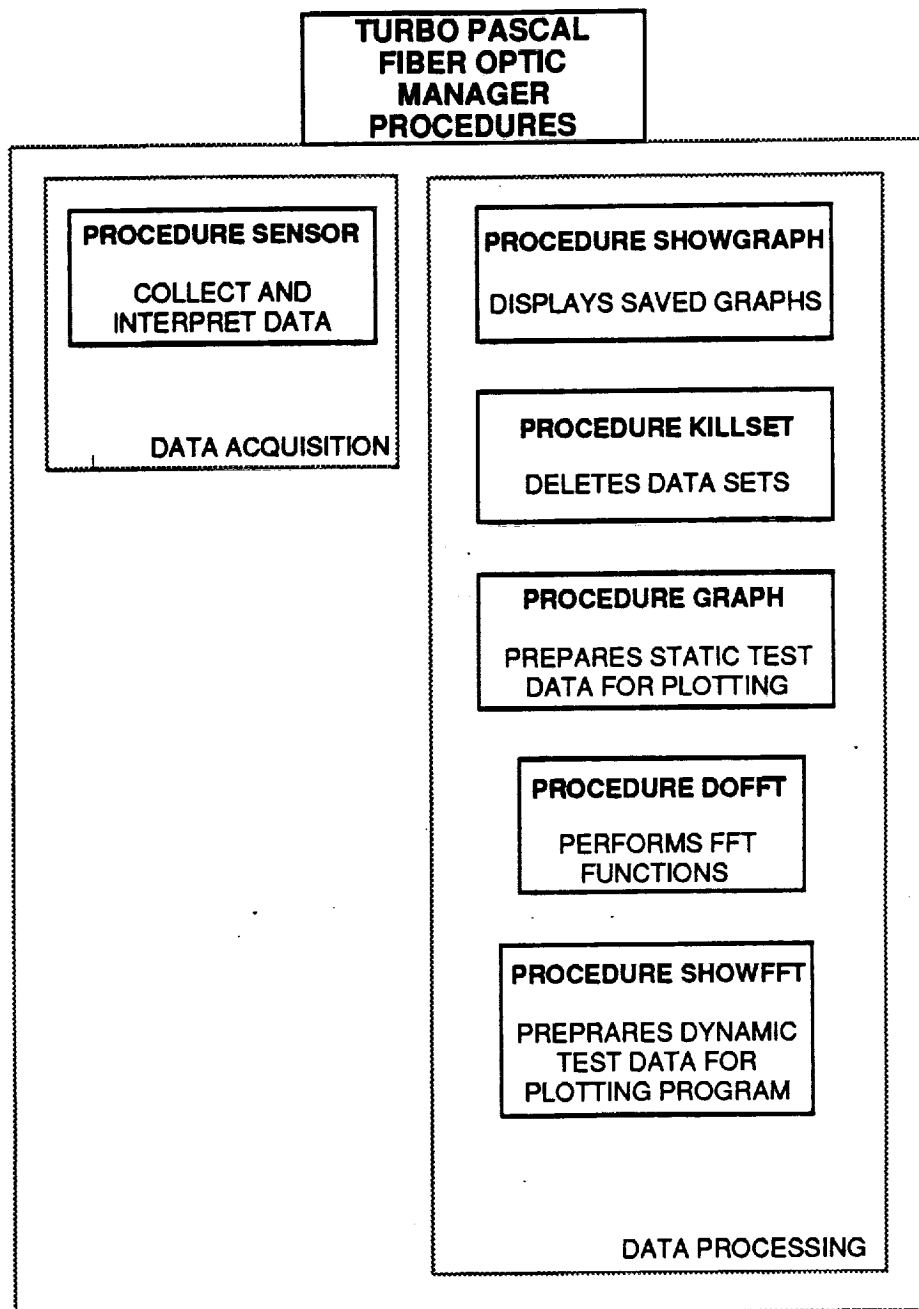 TURBO PASCAL
FIBER OPTIC
MANAGER
PROCEDURES
PROCEDURE SENSOR
COLLECT AND
INTERPRET DATA
DATA ACQUISITION
PROCEDURE SHOWGRAPH
DISPLAYS SAVED GRAPHS
PROCEDURE KILLSET
DELETES DATA SETS
PROCEDURE GRAPH
PREPARES STATIC TEST
DATA FOR PLOTTING
PROCEDURE DOFFT
PERFORMS FFT
FUNCTIONS
PROCEDURE SHOWFFT
PREPRARES DYNAMIC
TEST DATA FOR
PLOTTING PROGRAM
DATA PROCESSING